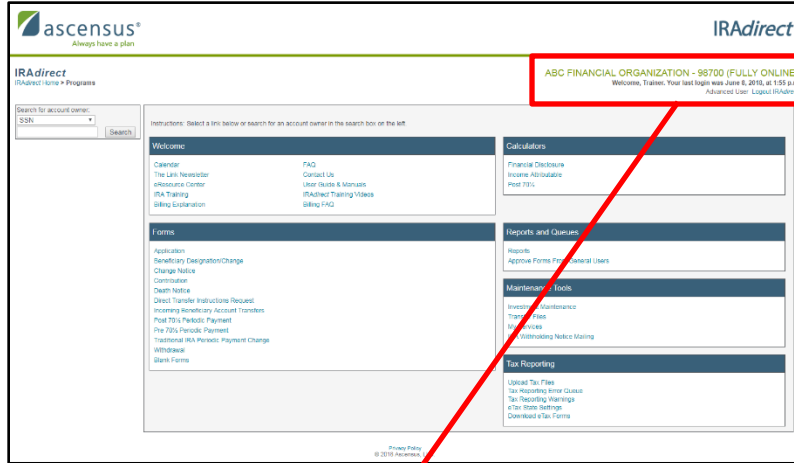 ascensus®
Always have a plan
IRAdirect
IRAdirect
IRAdirect Home > Programs
ABC FINANCIAL ORGANIZATION - 98700 (FULLY ONLINE
Welcome, Trainer. Your last login was June 8, 2018, at 1:55 p.
Advanced User Logout IRAdire
Search for account owner:
SSN
Search
Instructions: Select a link below or search for an account owner in the search box on the left.
Welcome
Calendar
The Link Newsletter
eResource Center
IRA Training
Billing Explanation
FAQ
Contact Us
User Guide & Manuals
IRAdirect Training Videos
Billing FAQ
Calculators
Financial Disclosure
Income Attributable
Post 70½
Forms
Application
Beneficiary Designation/Change
Change Notice
Contribution
Death Notice
Direct Transfer Instructions Request
Incoming Beneficiary Account Transfers
Post 70½ Periodic Payment
Pre 70½ Periodic Payment
Traditional IRA Periodic Payment Change
Withdrawal
Blank Forms
Reports and Queues
Reports
Approve Forms From General Users
Maintenance Tools
Investment Maintenance
Transfer Files
My Services
IRA Withholding Notice Mailing
Tax Reporting
Upload Tax Files
Tax Reporting Error Queue
Tax Reporting Warnings
eTax State Settings
Download eTax Forms
Privacy Policy
© 2018 Ascensus,